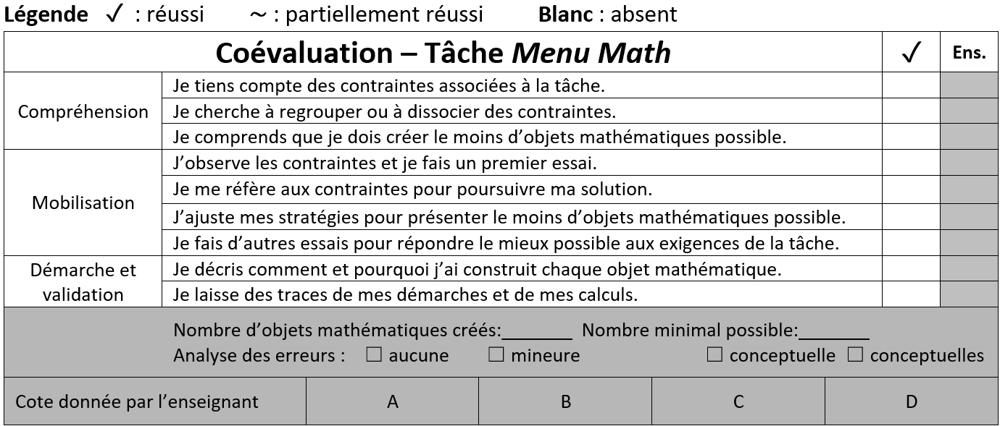 Légende ✓ : réussi ~ : partiellement réussi Blanc : absent
Coévaluation – Tâche Menu Math ✓ Ens.
Compréhension
Je tiens compte des contraintes associées à la tâche.
Je cherche à regrouper ou à dissocier des contraintes.
Je comprends que je dois créer le moins d’objets mathématiques possible.
Mobilisation
J’observe les contraintes et je fais un premier essai.
Je me réfère aux contraintes pour poursuivre ma solution.
J’ajuste mes stratégies pour présenter le moins d’objets mathématiques possible.
Je fais d’autres essais pour répondre le mieux possible aux exigences de la tâche.
Démarche et
validation
Je décris comment et pourquoi j’ai construit chaque objet mathématique.
Je laisse des traces de mes démarches et de mes calculs.
Nombre d’objets mathématiques créés:_______ Nombre minimal possible:_______
Analyse des erreurs : ☐ aucune ☐ mineure ☐ conceptuelle ☐ conceptuelles
Cote donnée par l’enseignant A B C D